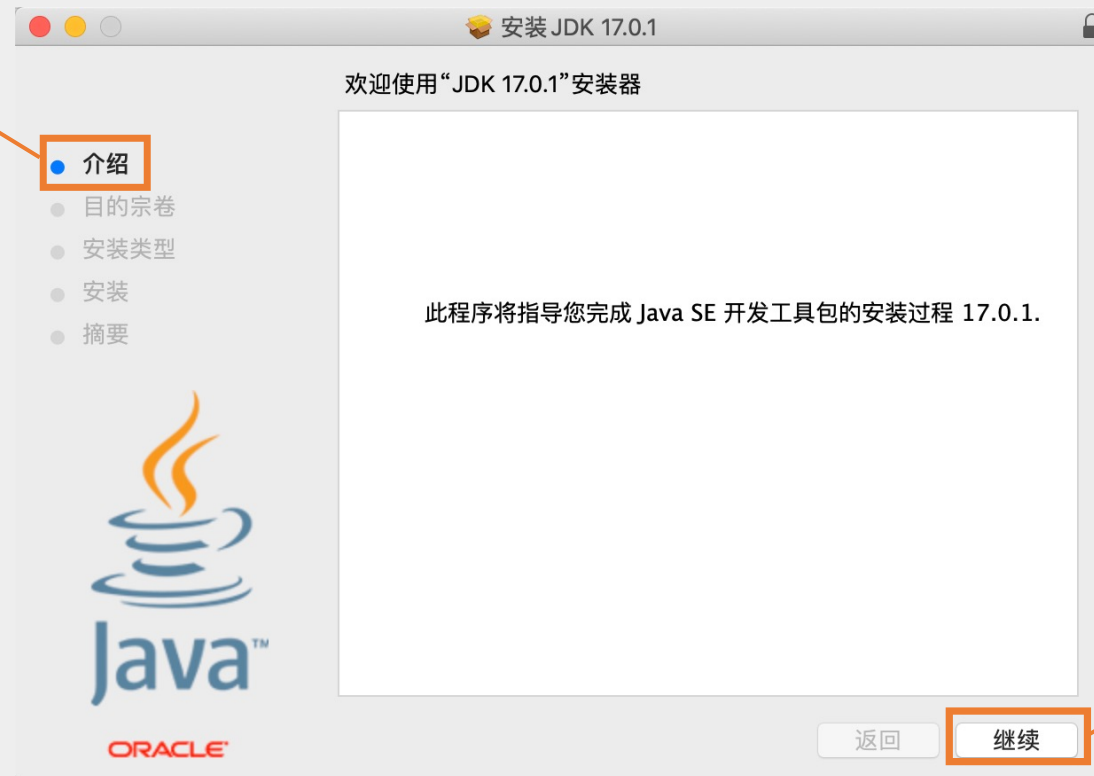 安装 JDK 17.0.1
欢迎使用“JDK 17.0.1”安装器
介绍
目的宗卷
安装类型
安装
摘要
此程序将指导您完成 Java SE 开发工具包的安装过程 17.0.1.
Java™
ORACLE®
返回
继续